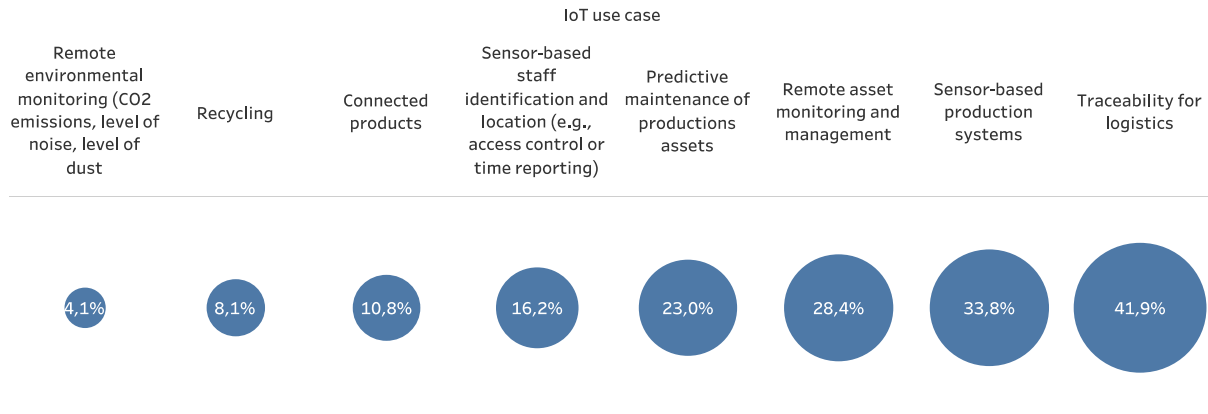 IoT use case
Remote
environmental
monitoring (CO2
emissions, level of
noise, level of
dust
Recycling
Connected
products
Sensor-based
staff
identification and
location (e.g.,
access control or
time reporting)
Predictive
maintenance of
productions
assets
Remote asset
monitoring and
management
Sensor-based
production
systems
Traceability for
logistics
4,1%
8,1%
10,8%
16,2%
23,0%
28,4%
33,8%
41,9%